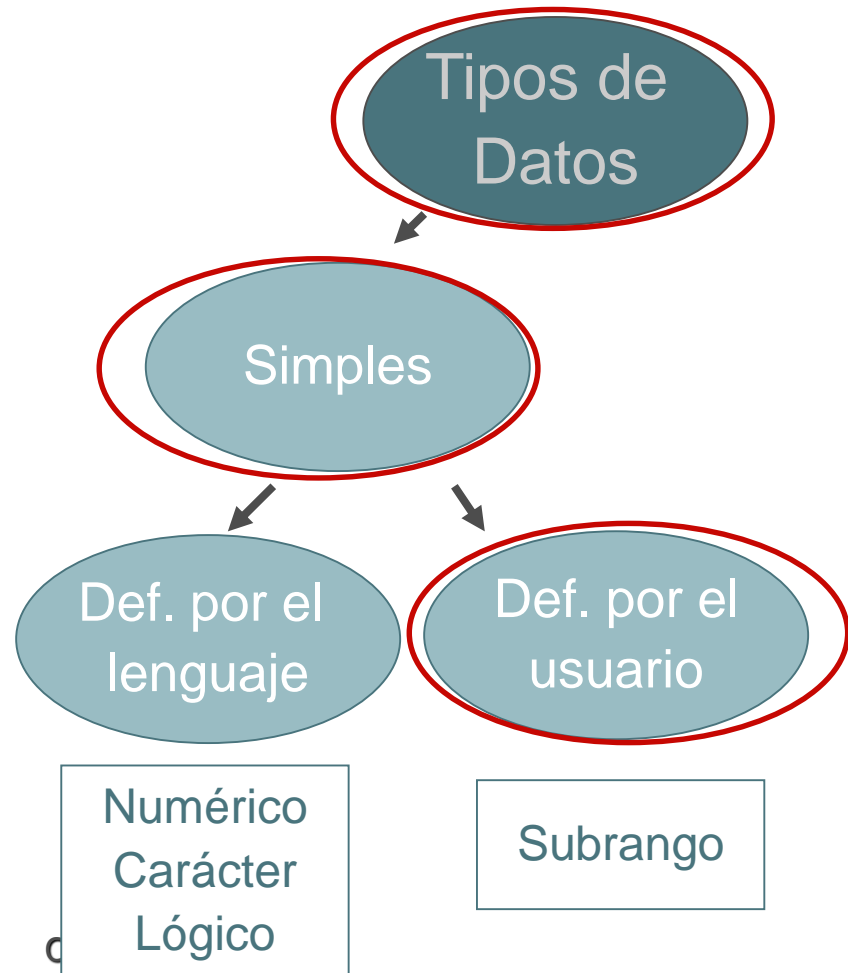 Tipos de
Datos
Simples
Def. por el
lenguaje
Def. por el
usuario
Numérico
Carácter
Lógico
Subrango